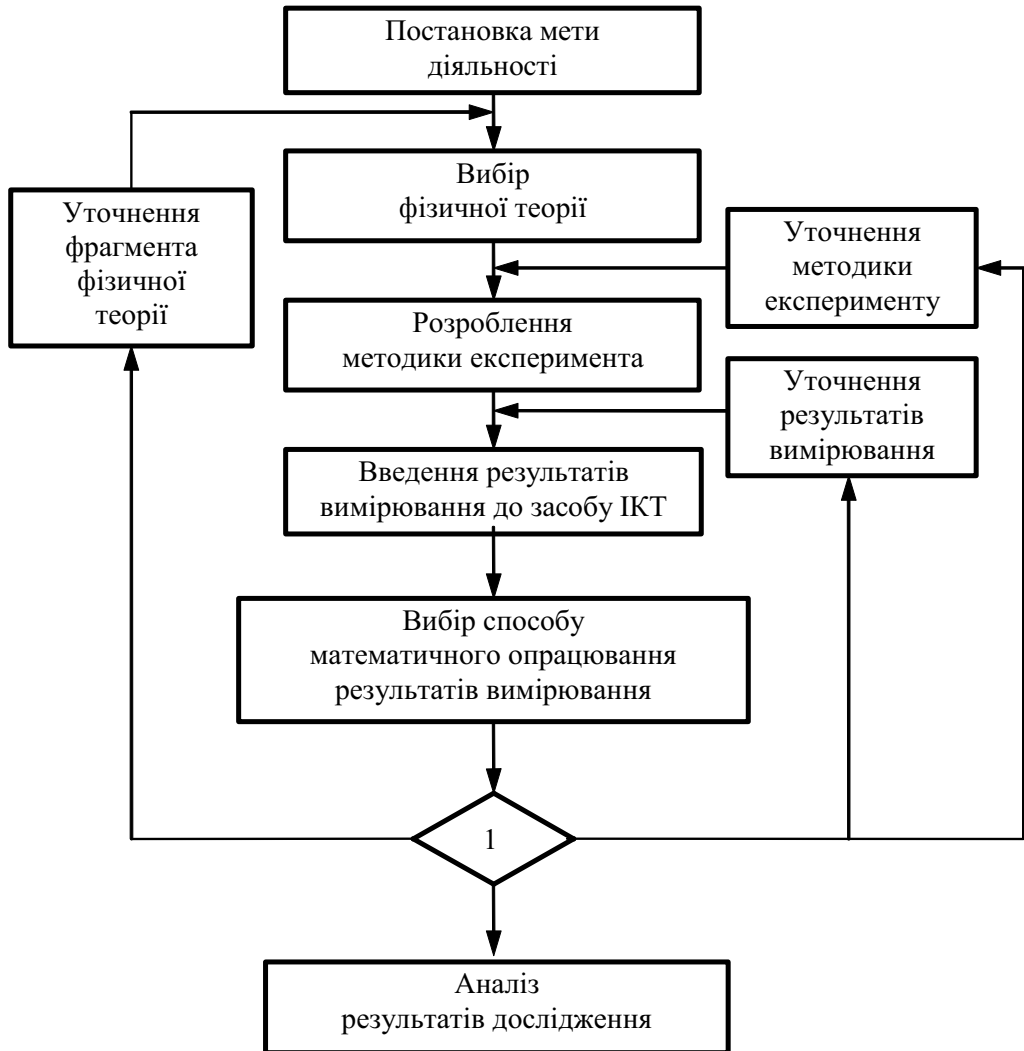 Постановка мети
діяльності
Вибір
фізичної теорії
Уточнення
фрагмента
фізичної
теорії
Уточнення
методики
експерименту
Розроблення
методики експеримента
Уточнення
результатів
вимірювання
Введення результатів
вимірювання до засобу ІКТ
Вибір способу
математичного опрацювання
результатів вимірювання
1
Аналіз
результатів дослідження